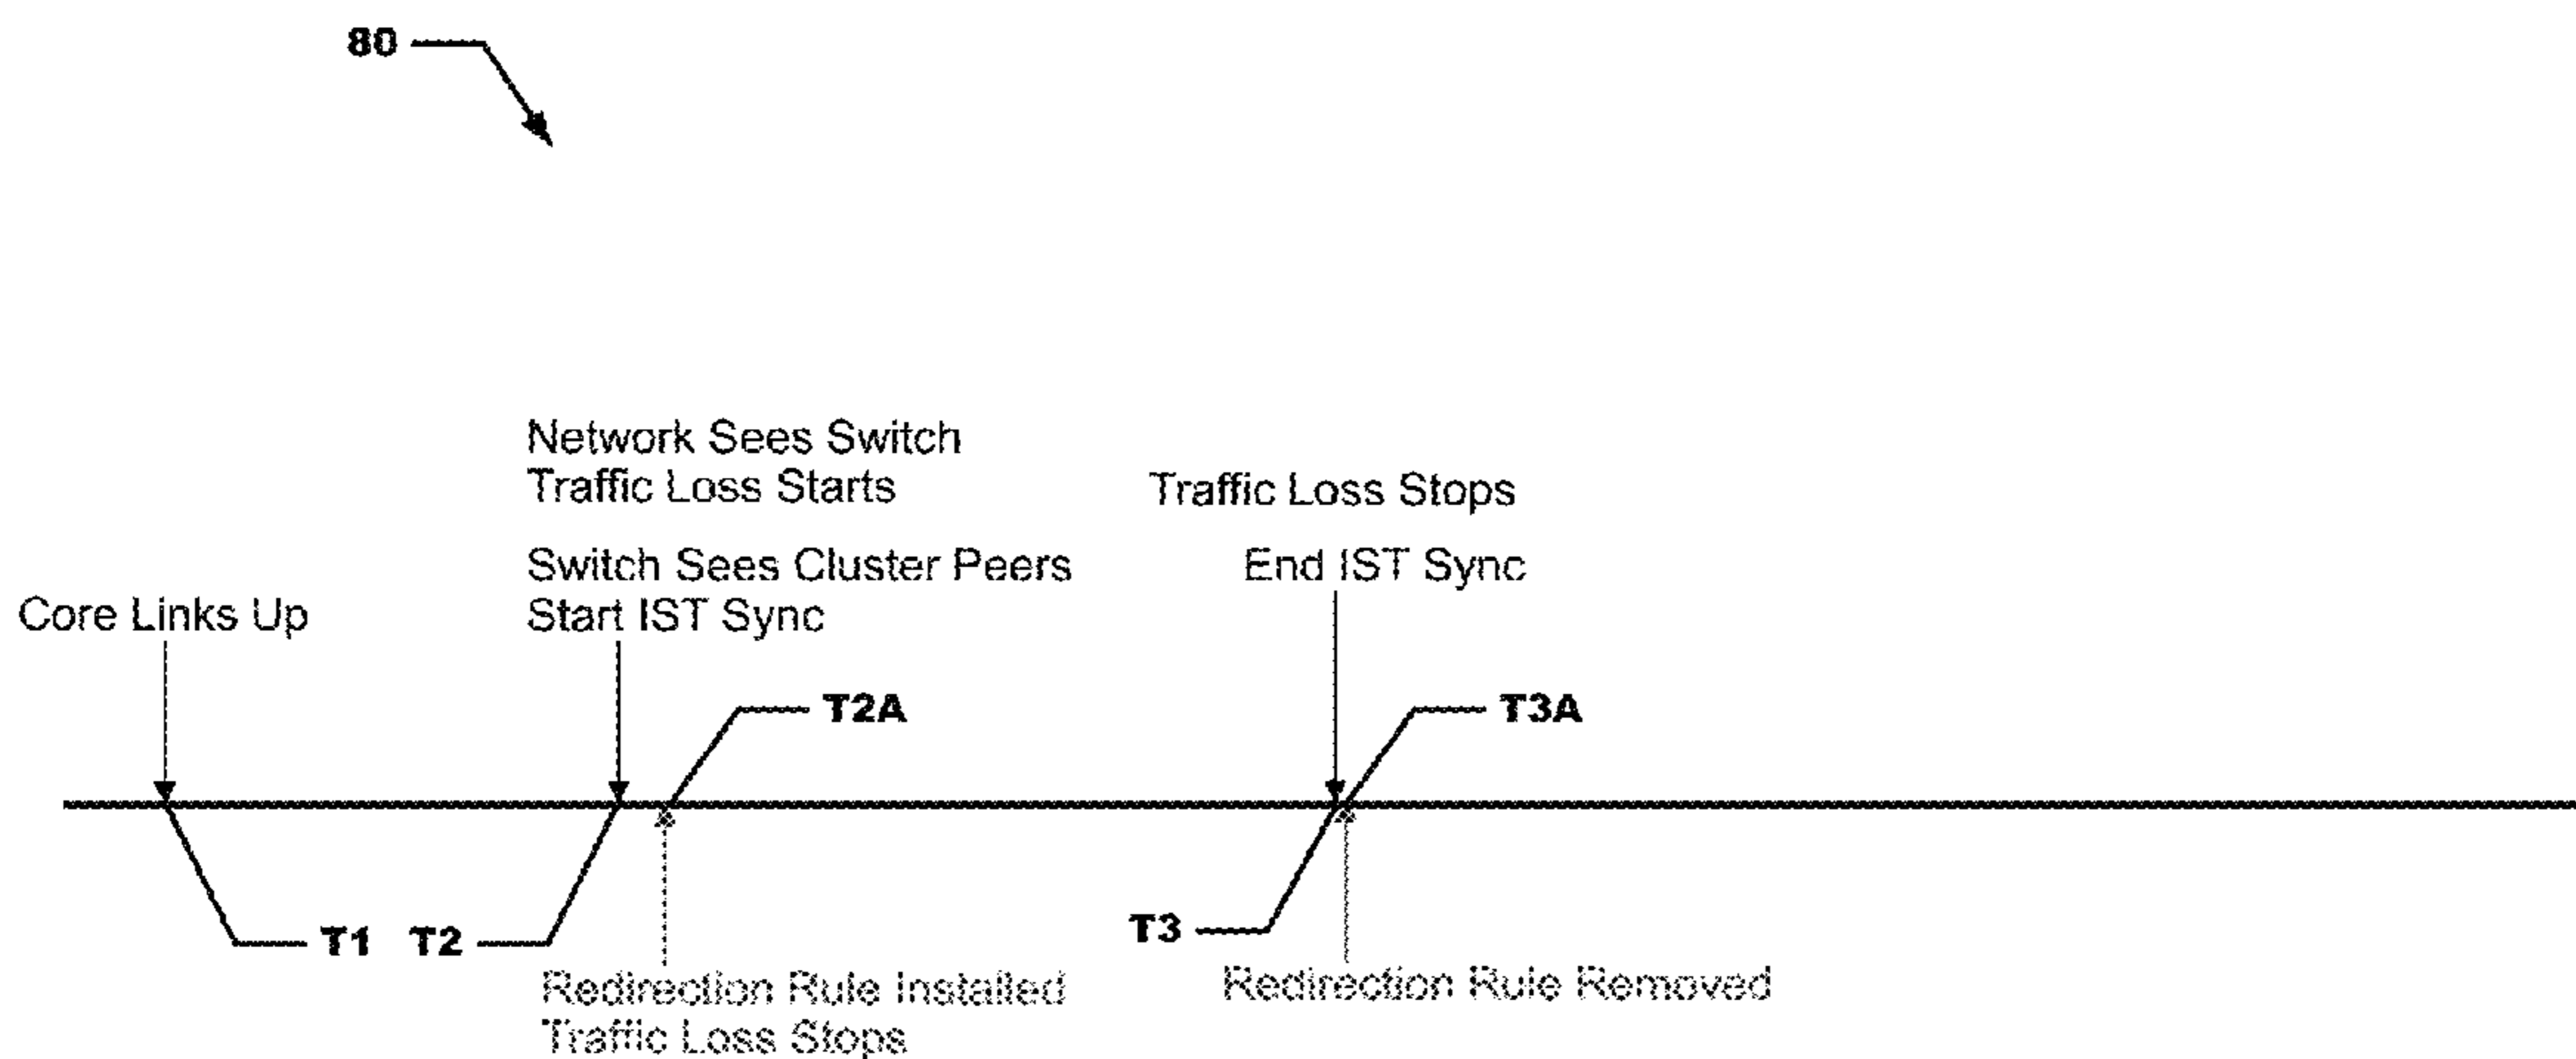 80
Network Sees Switch
Traffic Loss Starts
Traffic Loss Stops
Switch Sees Cluster Peers
Start IST Sync
End IST Sync
Core Links Up
T2A
T3A
T1
T2
T3
Redirection Rule Installed
Traffic Loss Stops
Redirection Rule Removed